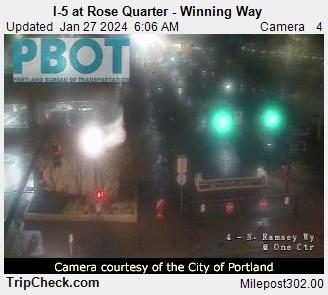 I-5 at Rose Quarter - Winning Way
Updated Jan 27 2024 6:06 AM Camera 4
PBOT
PORTLAND BUREAU OF TRANSPORTATION
4 - N. Ramsey Wy
@ One Ctr
Camera courtesy of the City of Portland
TripCheck.com Milepost302.00